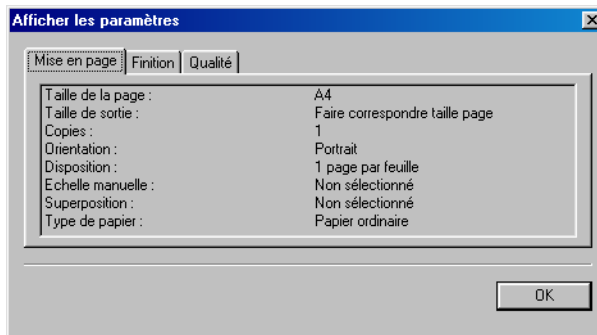 Afficher les paramètres
Mise en page Finition Qualité
Taille de la page : A4
Taille de sortie : Faire correspondre taille page
Copies : 1
Orientation : Portrait
Disposition : 1 page par feuille
Echelle manuelle : Non sélectionné
Superposition : Non sélectionné
Type de papier : Papier ordinaire
OK